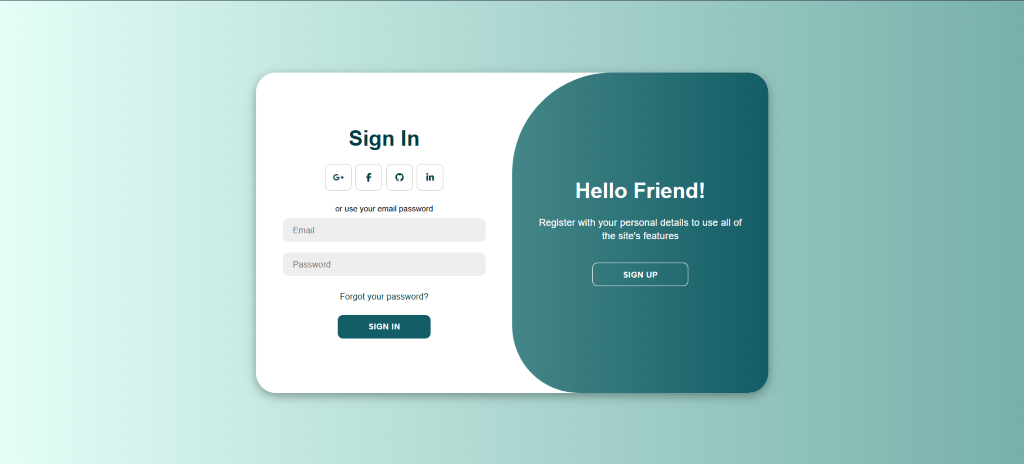 Sign In
G+
f
in
or use your email password
Email
Password
Forgot your password?
SIGN IN
Hello Friend!
Register with your personal details to use all of
the site's features
SIGN UP